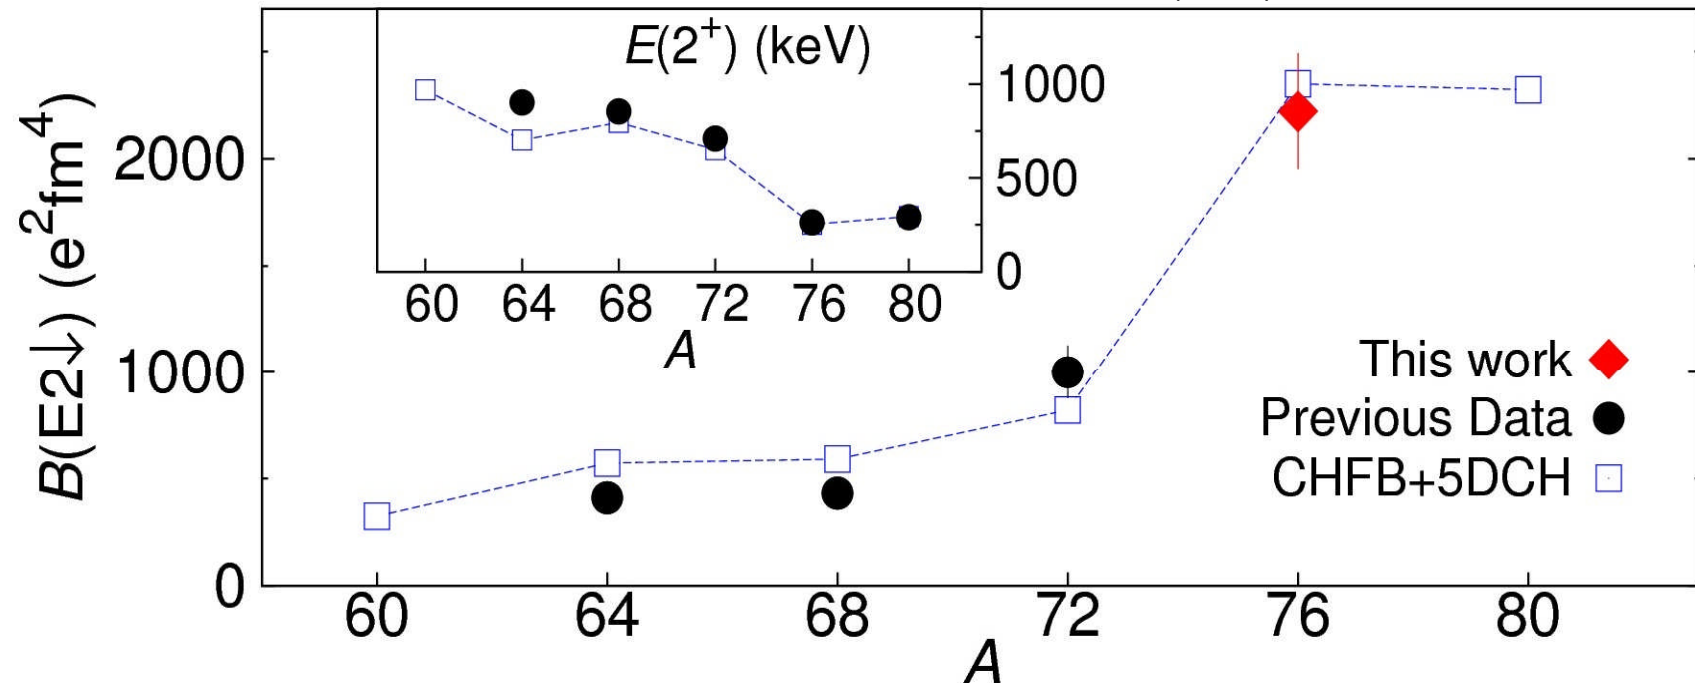 E(2⁺) (keV)
1000
500
0
60 64 68 72 76 80
A
B(E2↓) (e²fm⁴)
2000
1000
0
This work
Previous Data
CHFB+5DCH
60 64 68 72 76 80
A